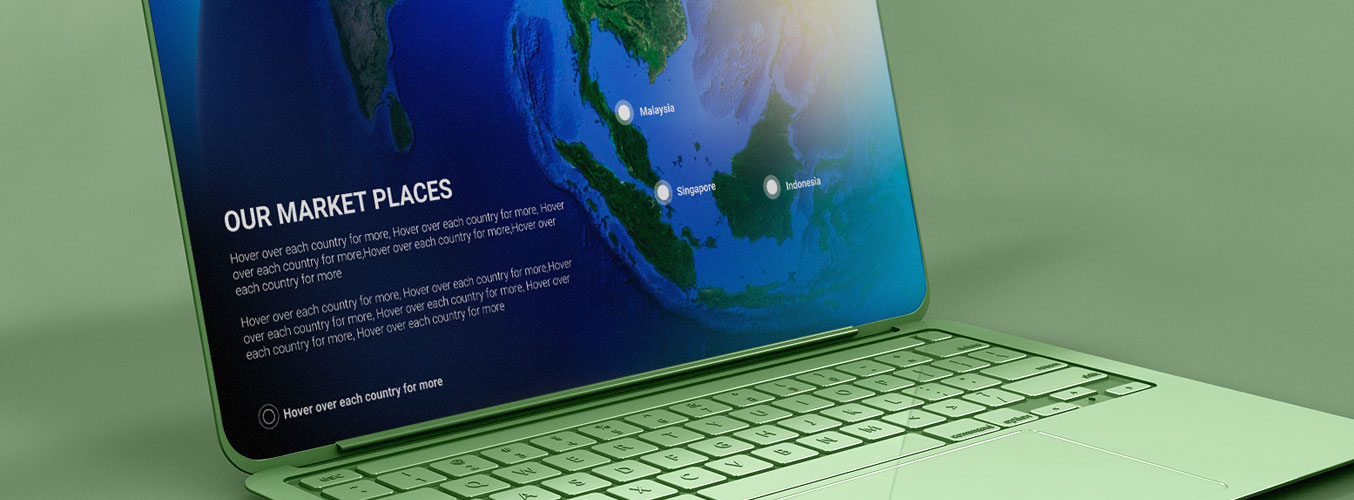 Malaysia
Singapore
Indonesia
OUR MARKET PLACES
Hover over each country for more, Hover over each country for more, Hover
over each country for more,Hover over each country for more,Hover over
each country for more
Hover over each country for more, Hover over each country for more,Hover
over each country for more, Hover over each country for more, Hover over
each country for more, Hover over each country for more
Hover over each country for more
Q W E R T Y U I O P
A S D F G H J K L
Z X C V B N M